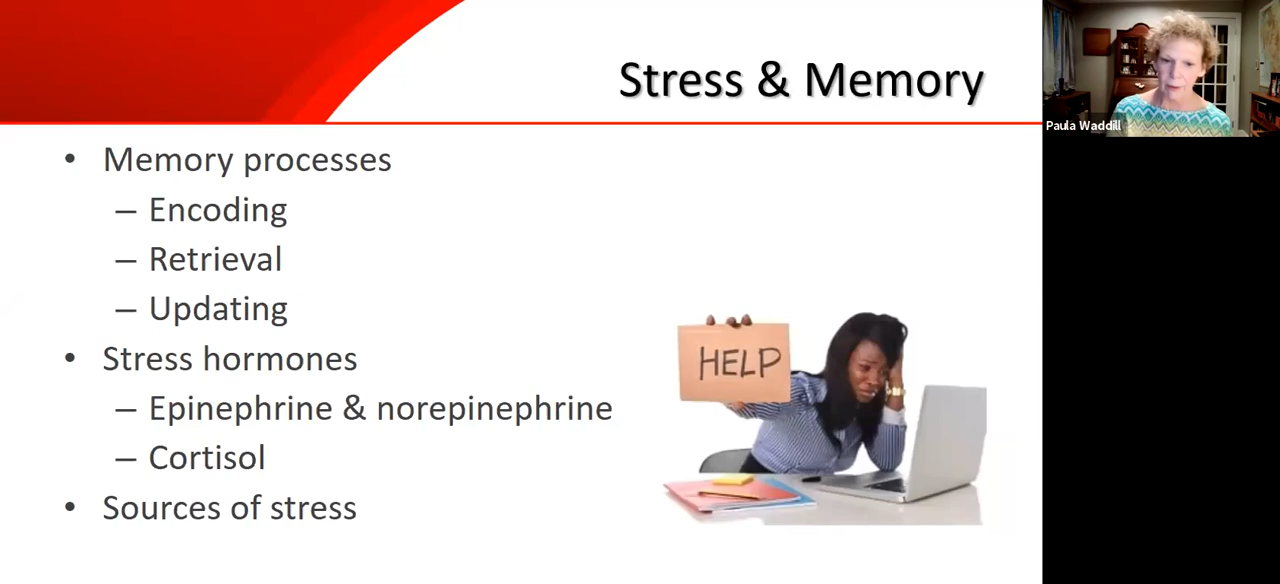 Stress & Memory
Paula Waddill
• Memory processes
– Encoding
– Retrieval
– Updating
• Stress hormones
– Epinephrine & norepinephrine
– Cortisol
• Sources of stress
HELP